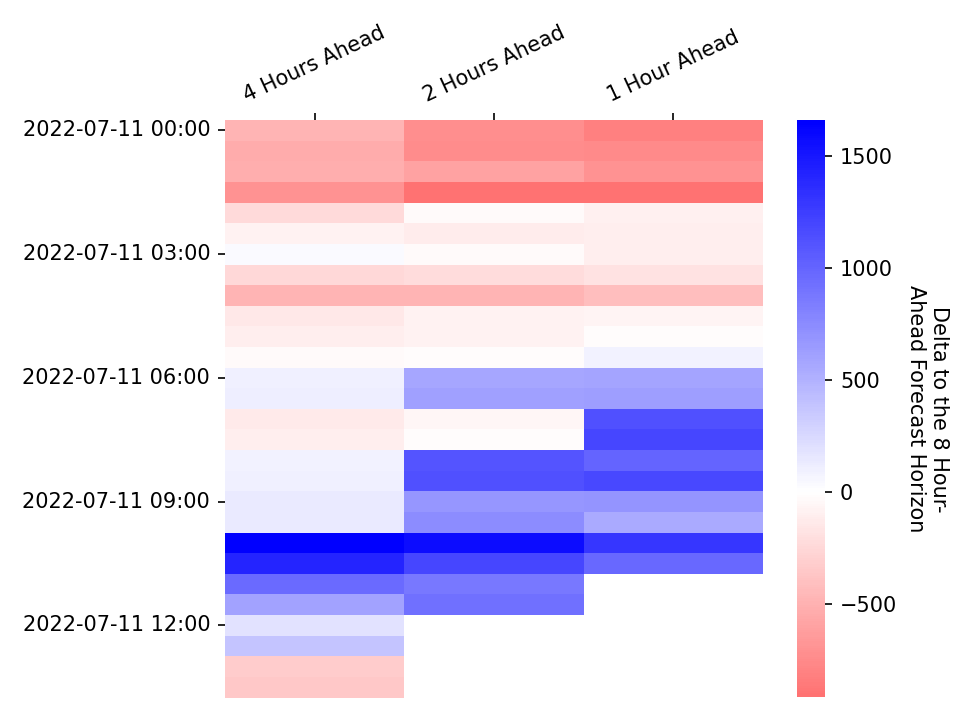 4 Hours Ahead
2 Hours Ahead
1 Hour Ahead
2022-07-11 00:00
2022-07-11 03:00
2022-07-11 06:00
2022-07-11 09:00
2022-07-11 12:00
1500
1000
500
0
−500
Delta to the 8 Hour-
Ahead Forecast Horizon